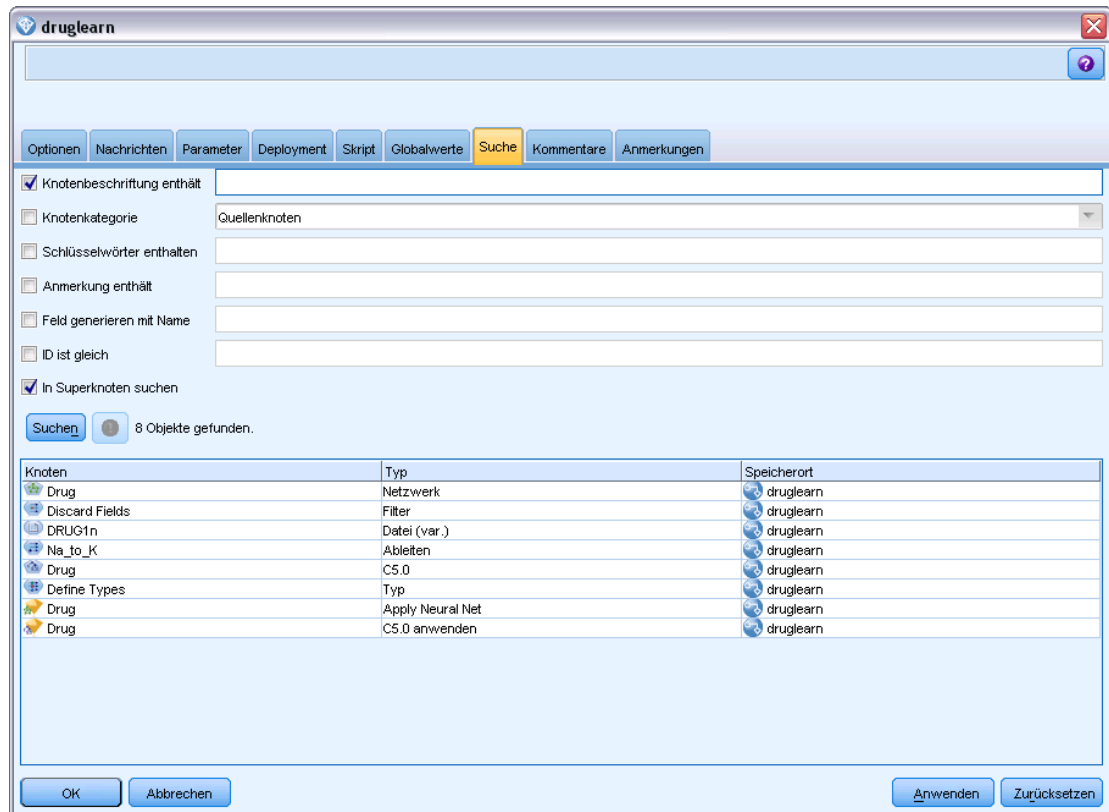 druglearn
Optionen Nachrichten Parameter Deployment Skript Globalwerte Suche Kommentare Anmerkungen
Knotenbeschriftung enthält
Knotenkategorie Quellenknoten
Schlüsselwörter enthalten
Anmerkung enthält
Feld generieren mit Name
ID ist gleich
In Superknoten suchen
Suchen 8 Objekte gefunden.
Knoten Typ Speicherort
Drug Netzwerk druglearn
Discard Fields Filter druglearn
DRUG1n Datei (var.) druglearn
Na_to_K Ableiten druglearn
Drug C5.0 druglearn
Define Types Typ druglearn
Drug Apply Neural Net druglearn
Drug C5.0 anwenden druglearn
OK Abbrechen Anwenden Zurücksetzen